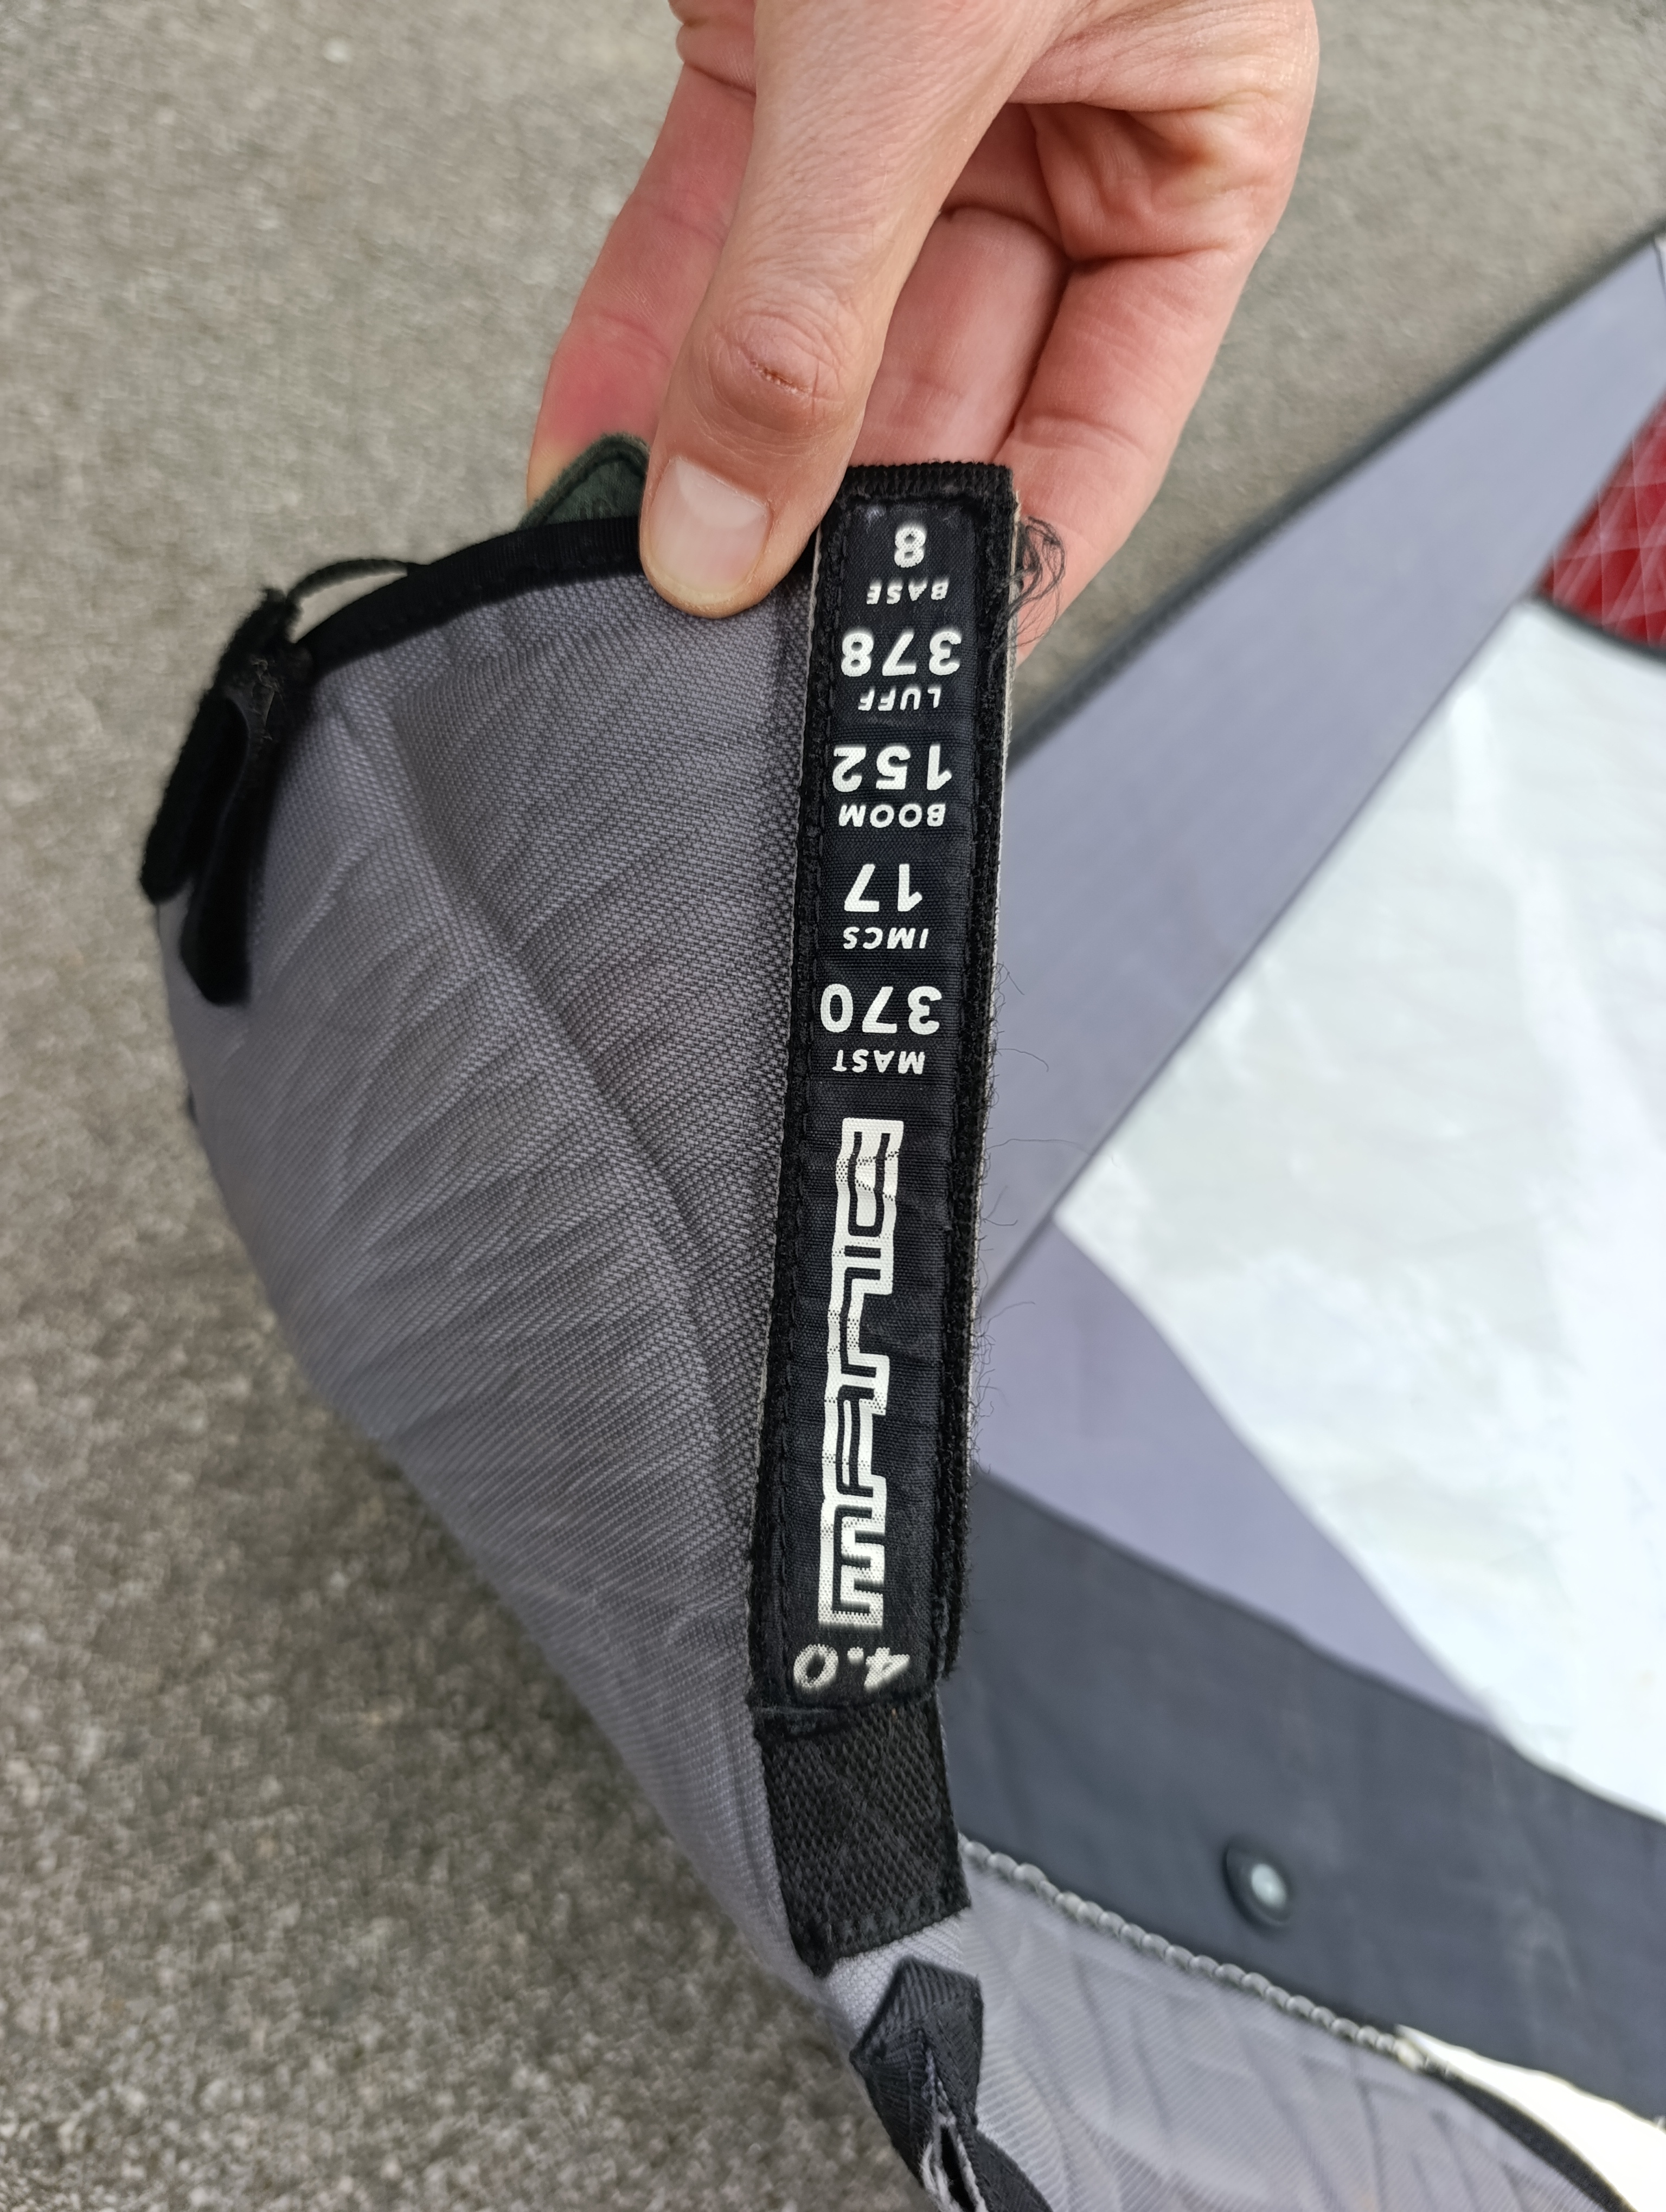 4.0
MAST
370
IMCS
17
BOOM
152
LUFF
378
BASE
8